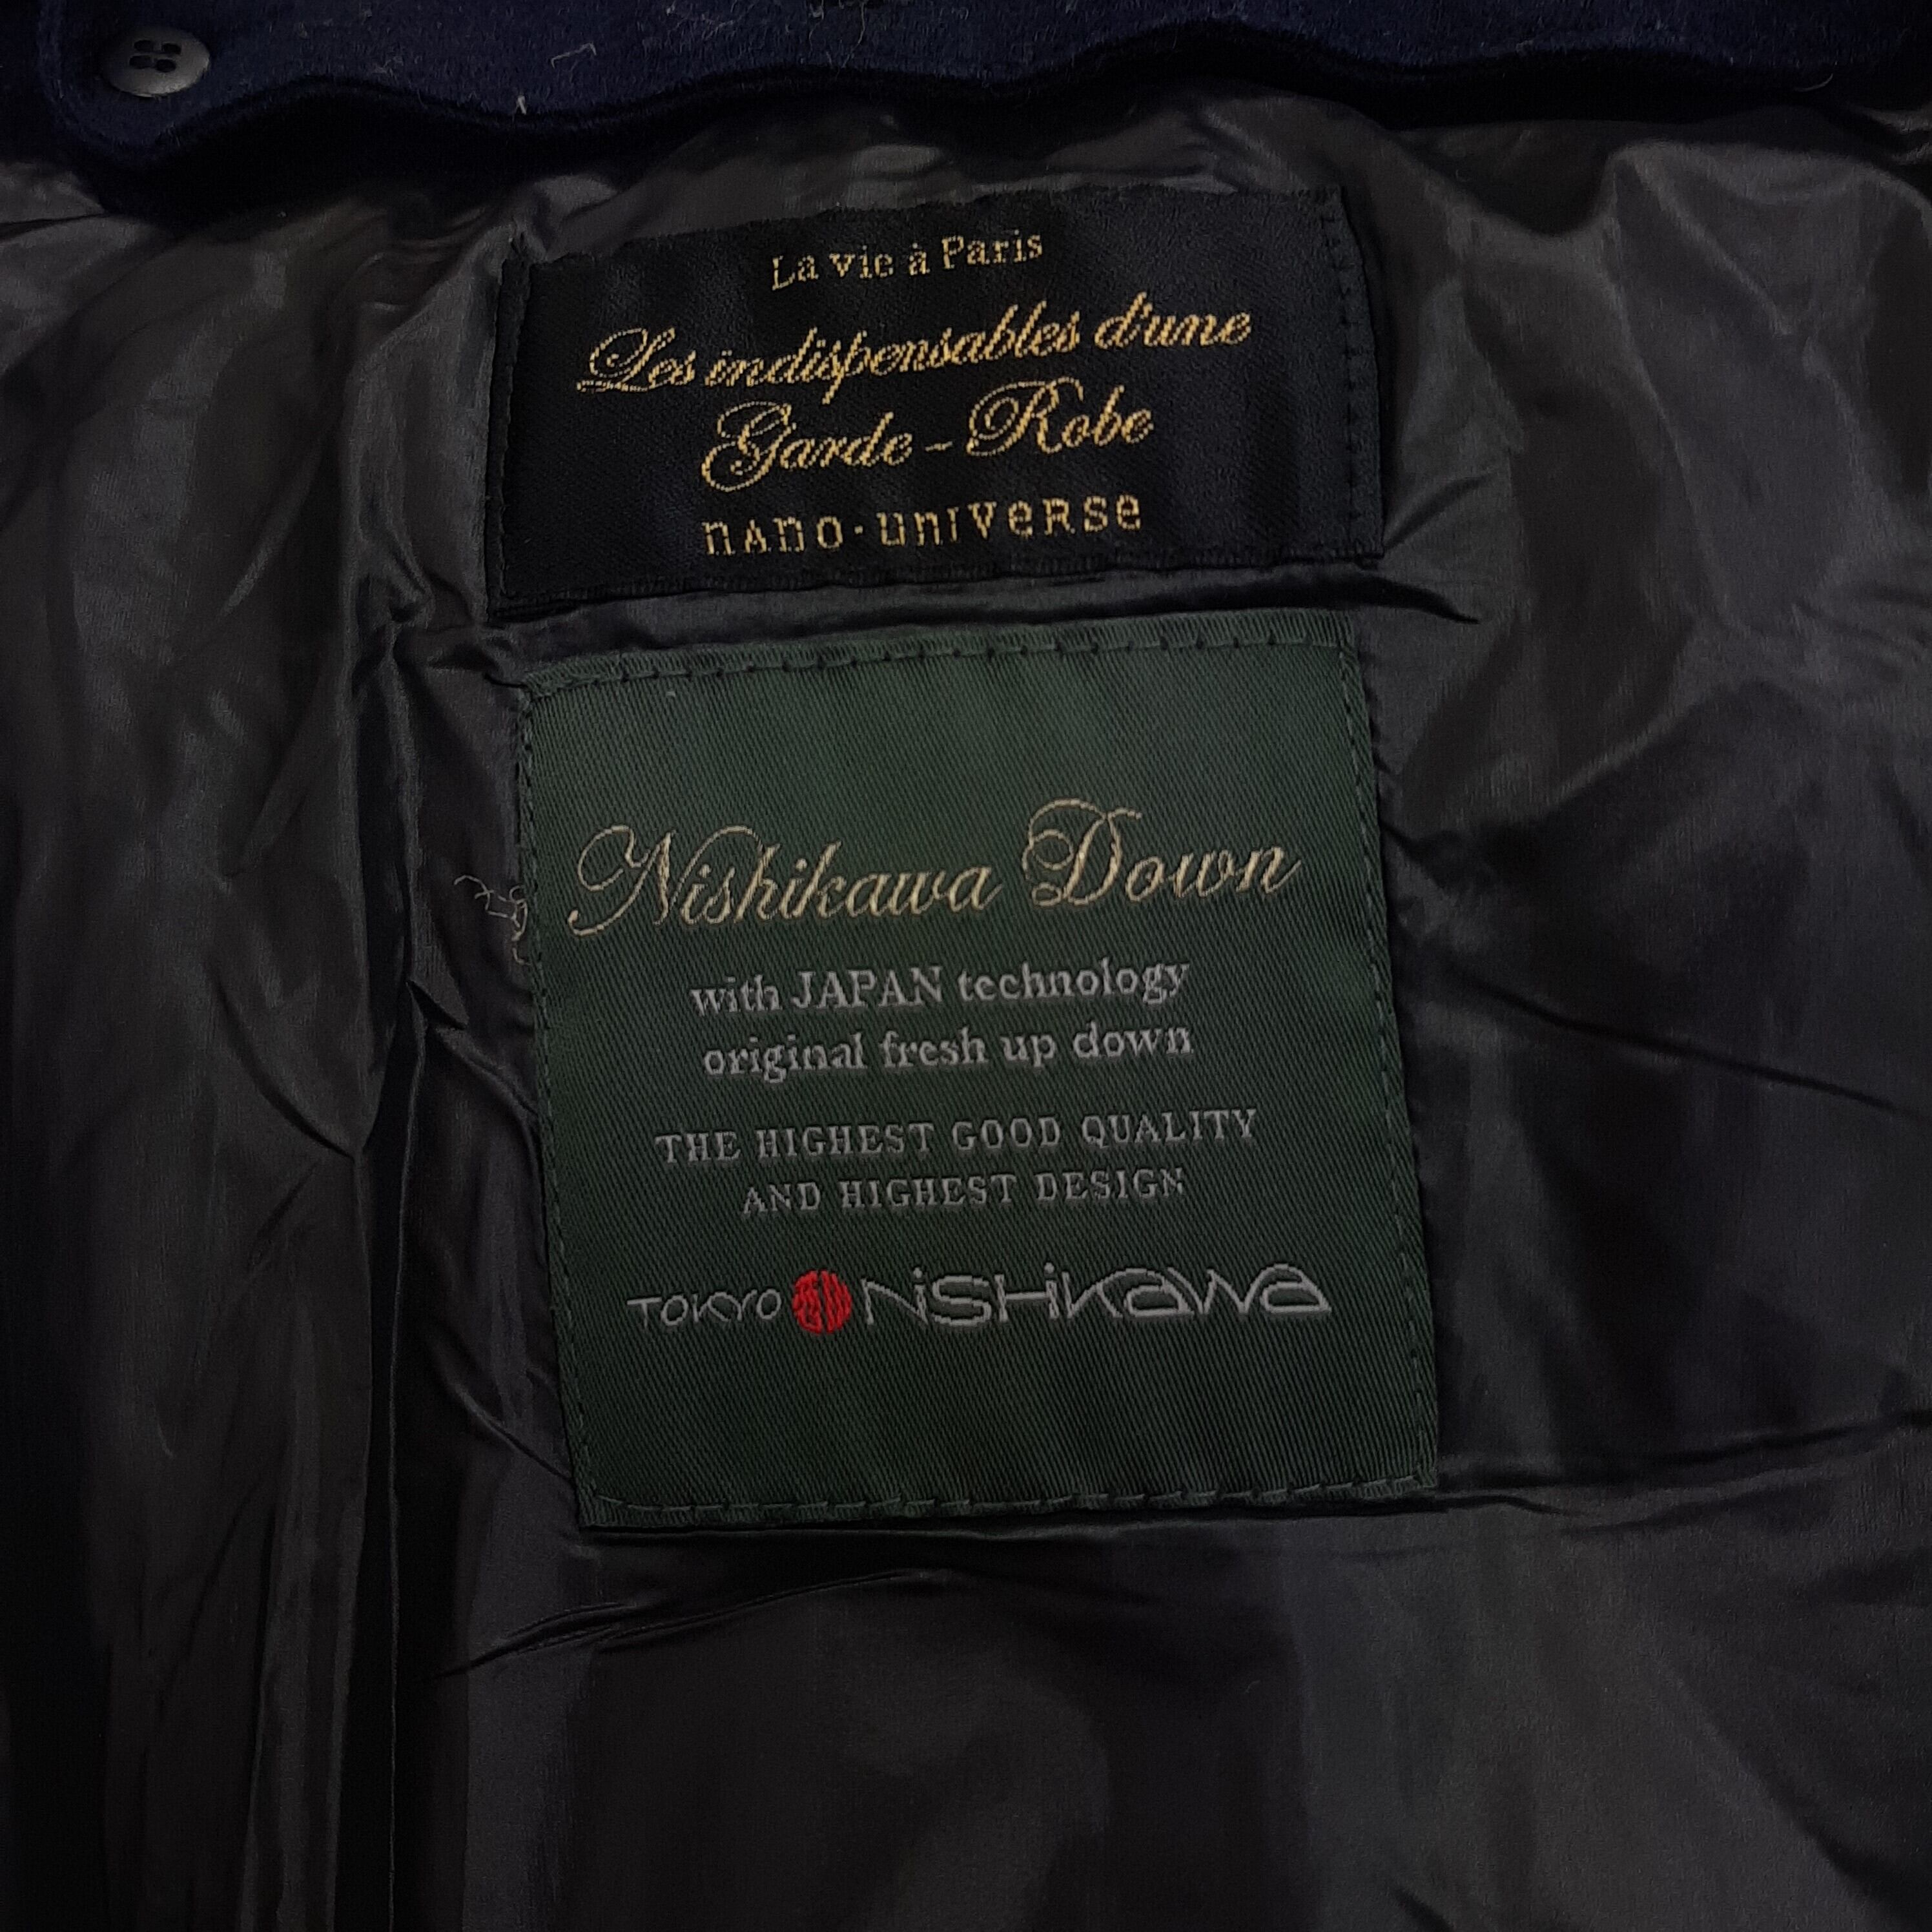 La vie à Paris
Les indispensables d'une
Garde-Robe
nano·universe
Nishikawa Down
with JAPAN technology
original fresh up down
THE HIGHEST GOOD QUALITY
AND HIGHEST DESIGN
TOKYO NiSHiKaWa